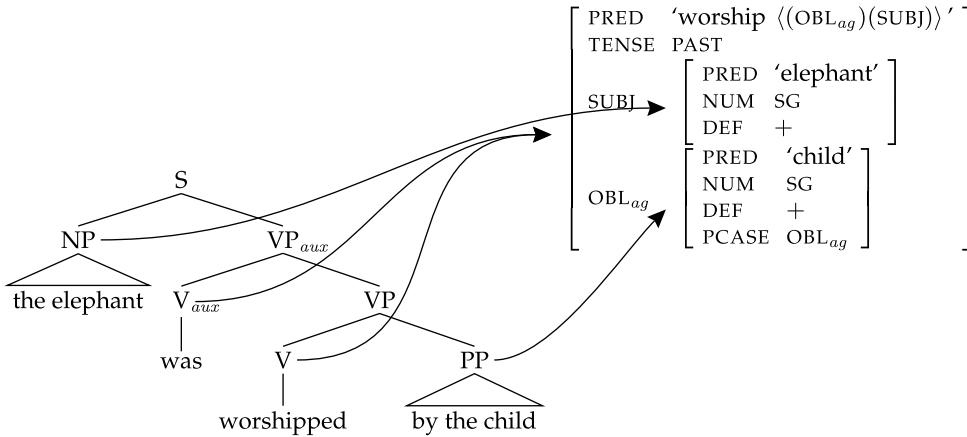 PRED ‘worship ⟨(OBL_ag)(SUBJ)⟩ ’
TENSE PAST
SUBJ
PRED ‘elephant’
NUM SG
DEF +
OBL_ag
PRED ‘child’
NUM SG
DEF +
PCASE OBL_ag
S
NP VP_aux
the elephant V_aux VP
was V PP
worshipped by the child